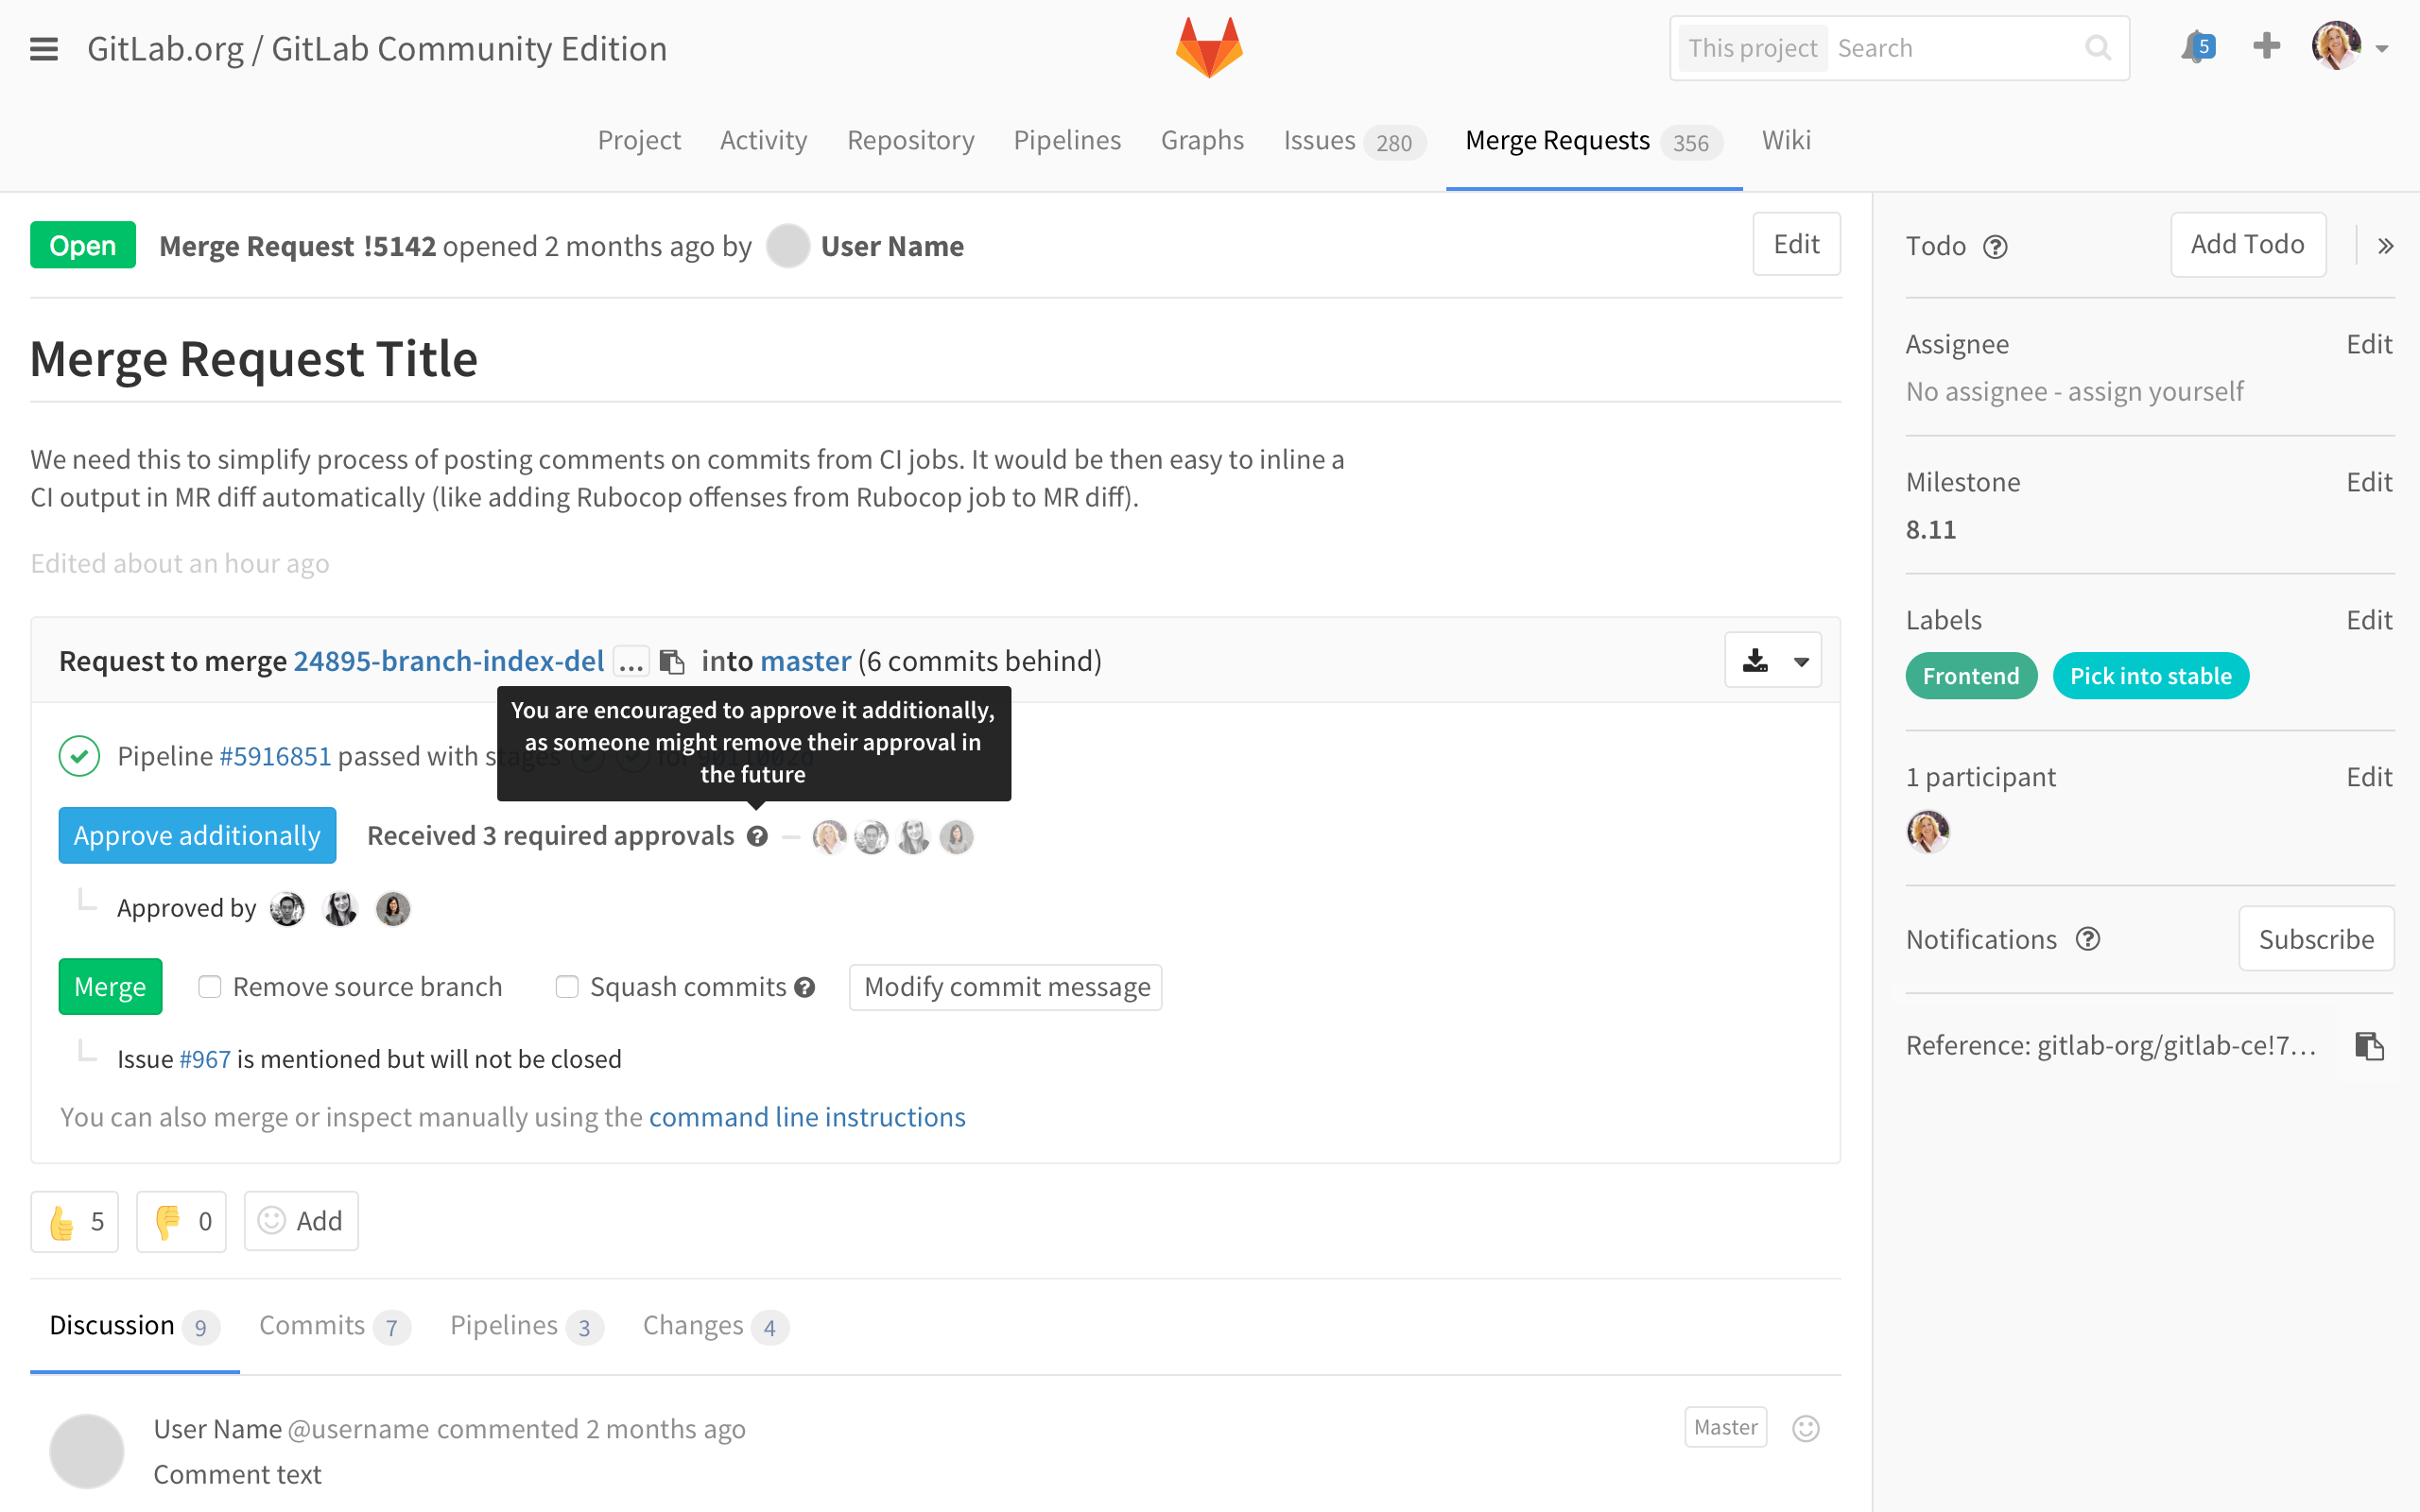 GitLab.org / GitLab Community Edition
This project Search
5
Project Activity Repository Pipelines Graphs Issues 280 Merge Requests 356 Wiki
Open Merge Request !5142 opened 2 months ago by User Name Edit
Merge Request Title
We need this to simplify process of posting comments on commits from CI jobs. It would be then easy to inline a
CI output in MR diff automatically (like adding Rubocop offenses from Rubocop job to MR diff).
Edited about an hour ago
Request to merge 24895-branch-index-del ... into master (6 commits behind)
You are encouraged to approve it additionally,
as someone might remove their approval in
the future
Pipeline #5916851 passed with stages for
Approve additionally Received 3 required approvals
Approved by
Merge Remove source branch Squash commits Modify commit message
Issue #967 is mentioned but will not be closed
You can also merge or inspect manually using the command line instructions
5 0 Add
Discussion 9 Commits 7 Pipelines 3 Changes 4
User Name @username commented 2 months ago Master
Comment text
Todo Add Todo
Assignee Edit
No assignee - assign yourself
Milestone Edit
8.11
Labels Edit
Frontend Pick into stable
1 participant Edit
Notifications Subscribe
Reference: gitlab-org/gitlab-ce!7...